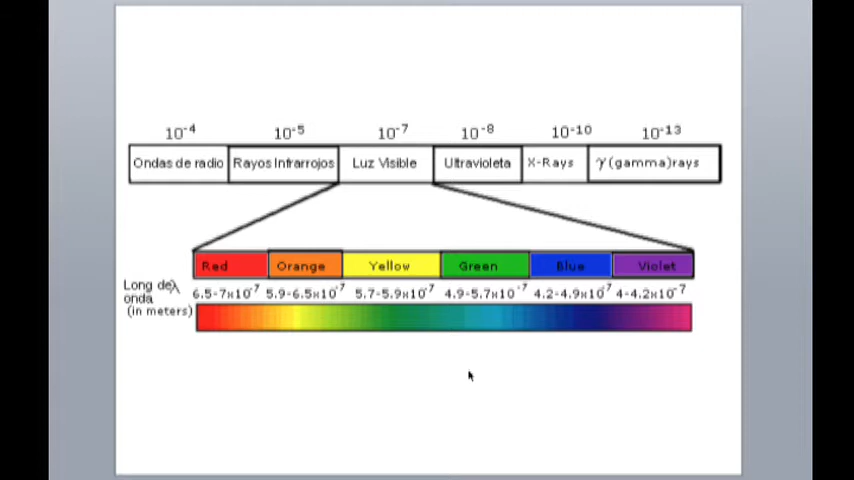 10⁻⁴ 10⁻⁵ 10⁻⁷ 10⁻⁸ 10⁻¹⁰ 10⁻¹³
Ondas de radio Rayos Infrarrojos Luz Visible Ultravioleta X-Rays γ(gamma)rays
Red Orange Yellow Green Blue Violet
Long de λ
onda
(in meters)
6.5-7x10⁻⁷ 5.9-6.5x10⁻⁷ 5.7-5.9x10⁻⁷ 4.9-5.7x10⁻⁷ 4.2-4.9x10⁷ 4-4.2x10⁻⁷